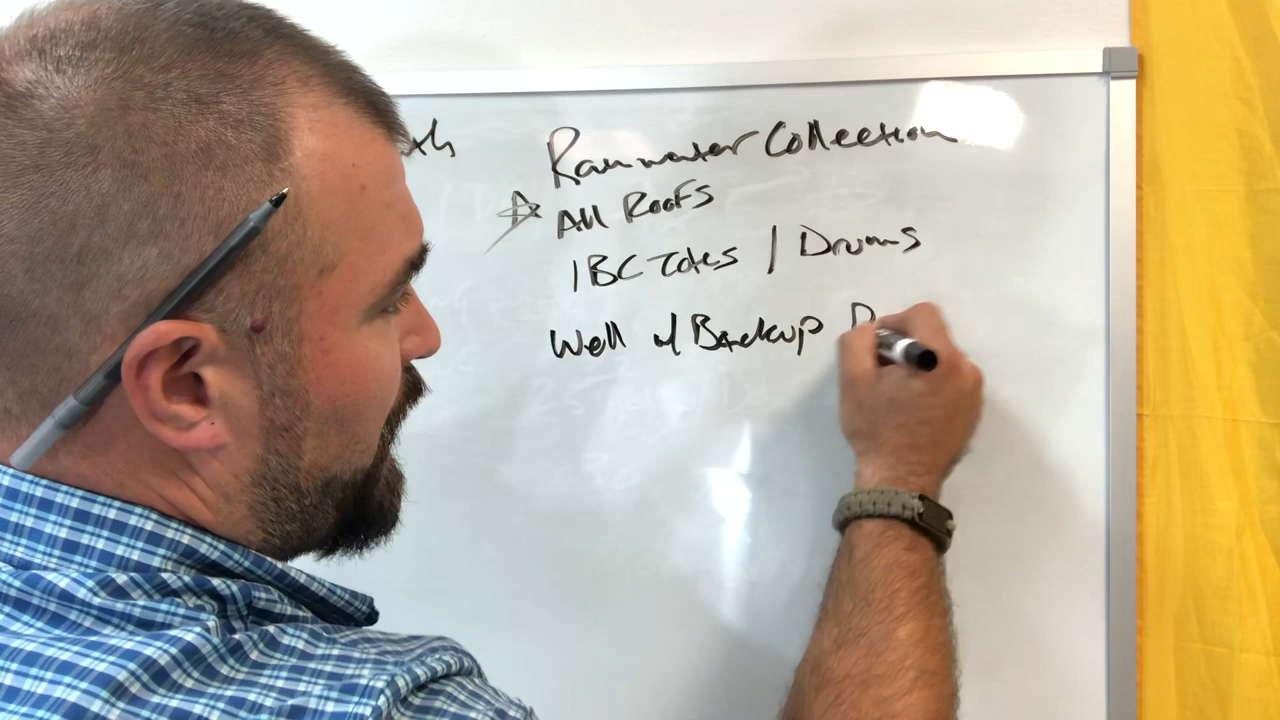 Rainwater Collection
All Roofs
IBC Totes / Drums
Well w/ Backup P